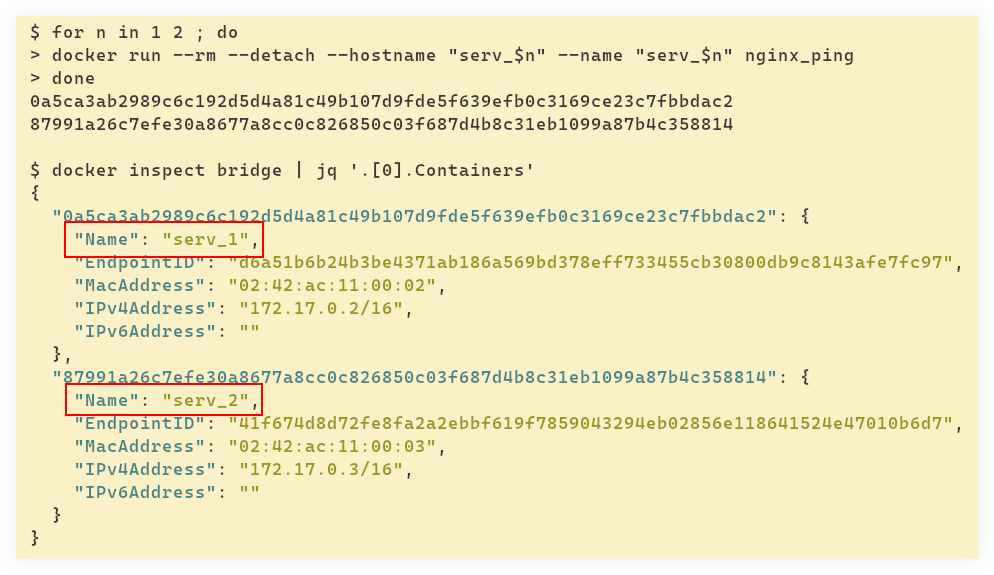 $ for n in 1 2 ; do
> docker run --rm --detach --hostname "serv_$n" --name "serv_$n" nginx_ping
> done
0a5ca3ab2989c6c192d5d4a81c49b107d9fde5f639efb0c3169ce23c7fbbdac2
87991a26c7efe30a8677a8cc0c826850c03f687d4b8c31eb1099a87b4c358814

$ docker inspect bridge | jq '.[0].Containers'
{
  "0a5ca3ab2989c6c192d5d4a81c49b107d9fde5f639efb0c3169ce23c7fbbdac2": {
    "Name": "serv_1",
    "EndpointID": "d6a51b6b24b3be4371ab186a569bd378eff733455cb30800db9c8143afe7fc97",
    "MacAddress": "02:42:ac:11:00:02",
    "IPv4Address": "172.17.0.2/16",
    "IPv6Address": ""
  },
  "87991a26c7efe30a8677a8cc0c826850c03f687d4b8c31eb1099a87b4c358814": {
    "Name": "serv_2",
    "EndpointID": "41f674d8d72fe8fa2a2ebbf619f7859043294eb02856e118641524e47010b6d7",
    "MacAddress": "02:42:ac:11:00:03",
    "IPv4Address": "172.17.0.3/16",
    "IPv6Address": ""
  }
}